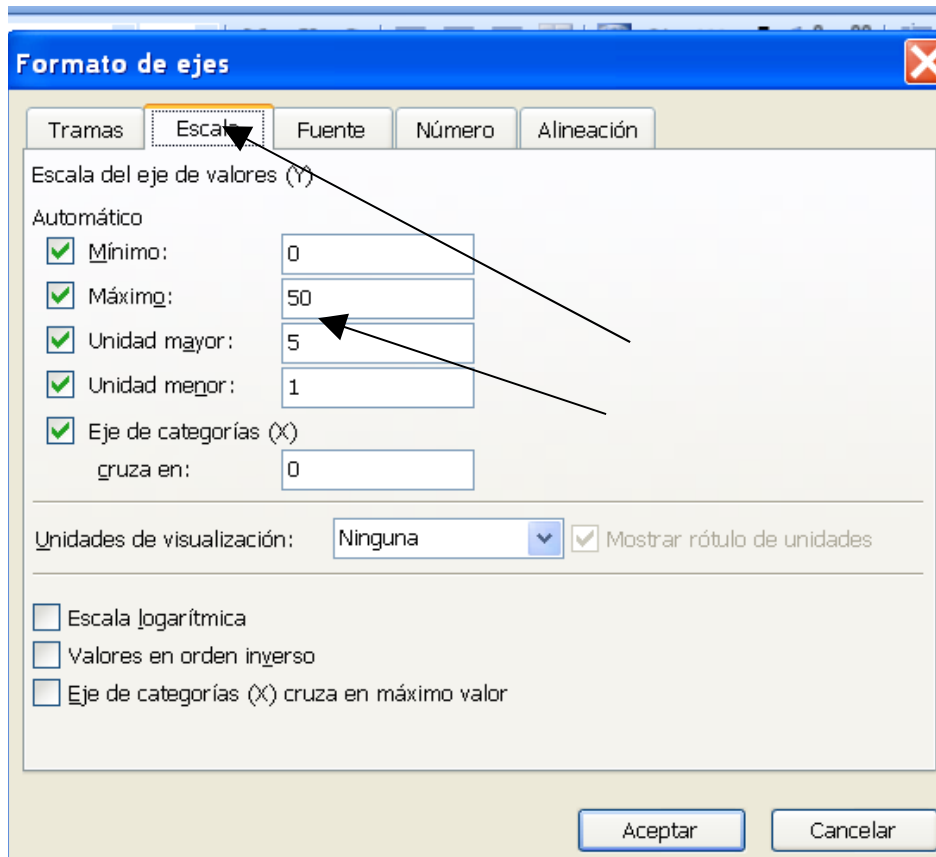 Formato de ejes
Tramas Escala Fuente Número Alineación
Escala del eje de valores (Y)
Automático
Mínimo: 0
Máximo: 50
Unidad mayor: 5
Unidad menor: 1
Eje de categorías (X)
cruza en: 0
Unidades de visualización: Ninguna Mostrar rótulo de unidades
Escala logarítmica
Valores en orden inverso
Eje de categorías (X) cruza en máximo valor
Aceptar Cancelar